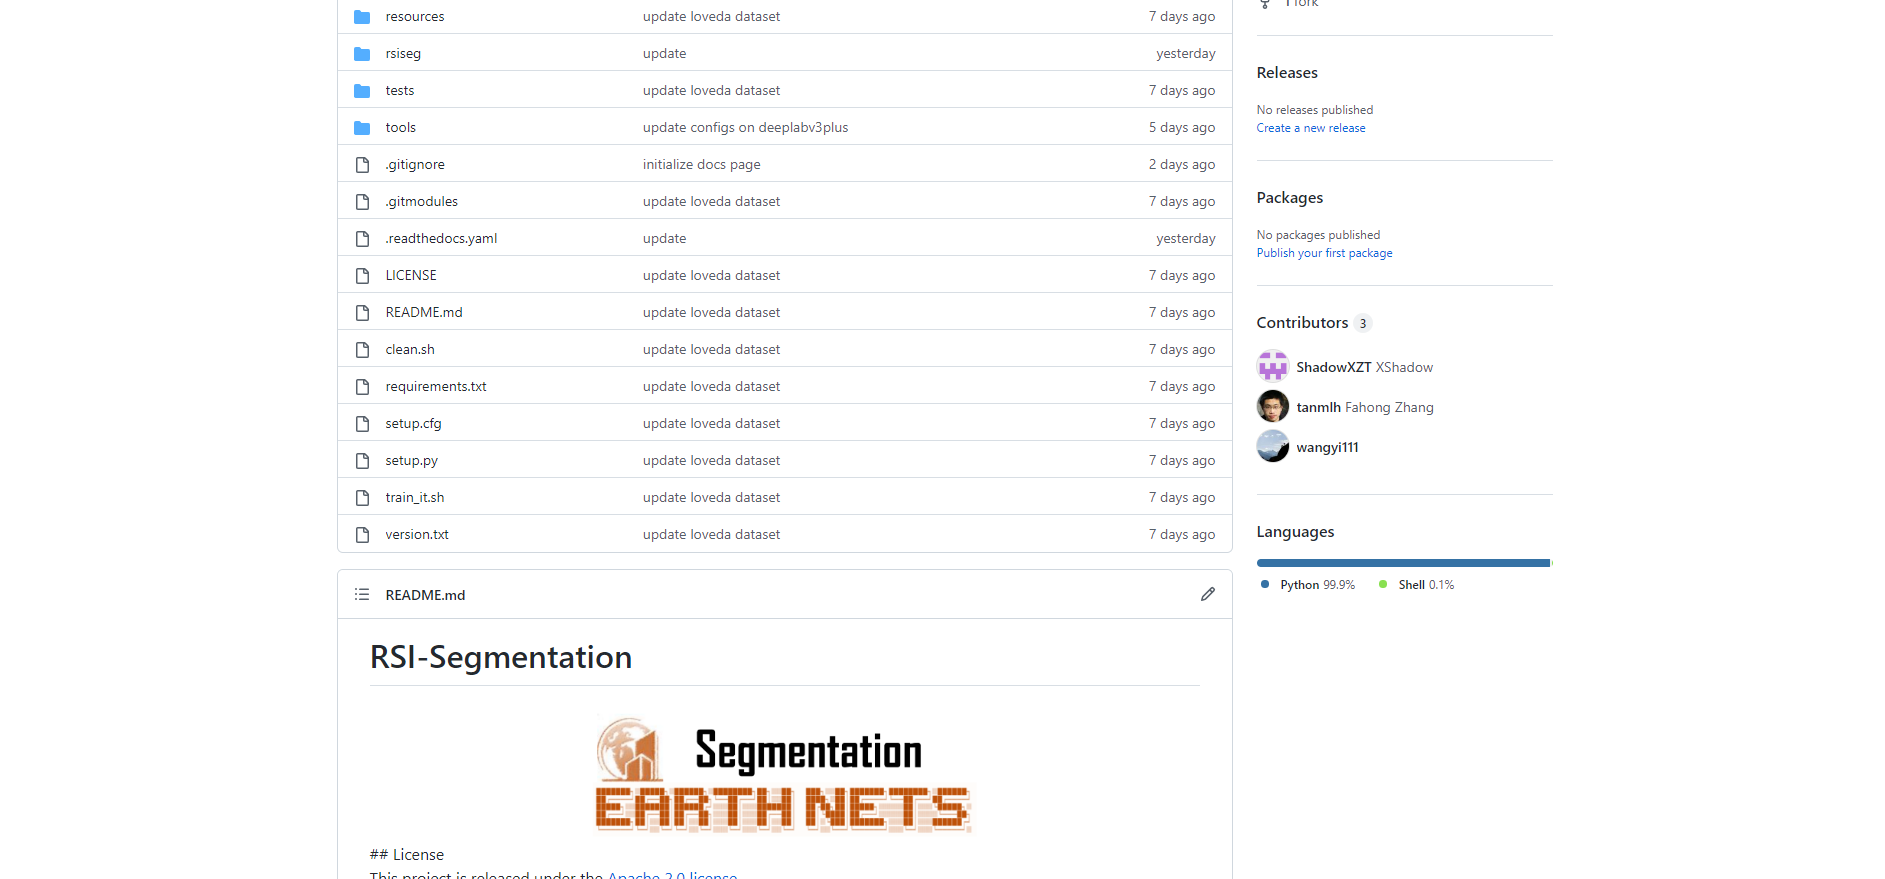 resources update loveda dataset 7 days ago
rsiseg update yesterday
tests update loveda dataset 7 days ago
tools update configs on deeplabv3plus 5 days ago
.gitignore initialize docs page 2 days ago
.gitmodules update loveda dataset 7 days ago
.readthedocs.yaml update yesterday
LICENSE update loveda dataset 7 days ago
README.md update loveda dataset 7 days ago
clean.sh update loveda dataset 7 days ago
requirements.txt update loveda dataset 7 days ago
setup.cfg update loveda dataset 7 days ago
setup.py update loveda dataset 7 days ago
train_it.sh update loveda dataset 7 days ago
version.txt update loveda dataset 7 days ago
README.md
RSI-Segmentation
Segmentation
EARTH NETS
## License
This project is released under the Apache 2.0 license
1 fork
Releases
No releases published
Create a new release
Packages
No packages published
Publish your first package
Contributors 3
ShadowXZT XShadow
tanmlh Fahong Zhang
wangyi111
Languages
Python 99.9% Shell 0.1%